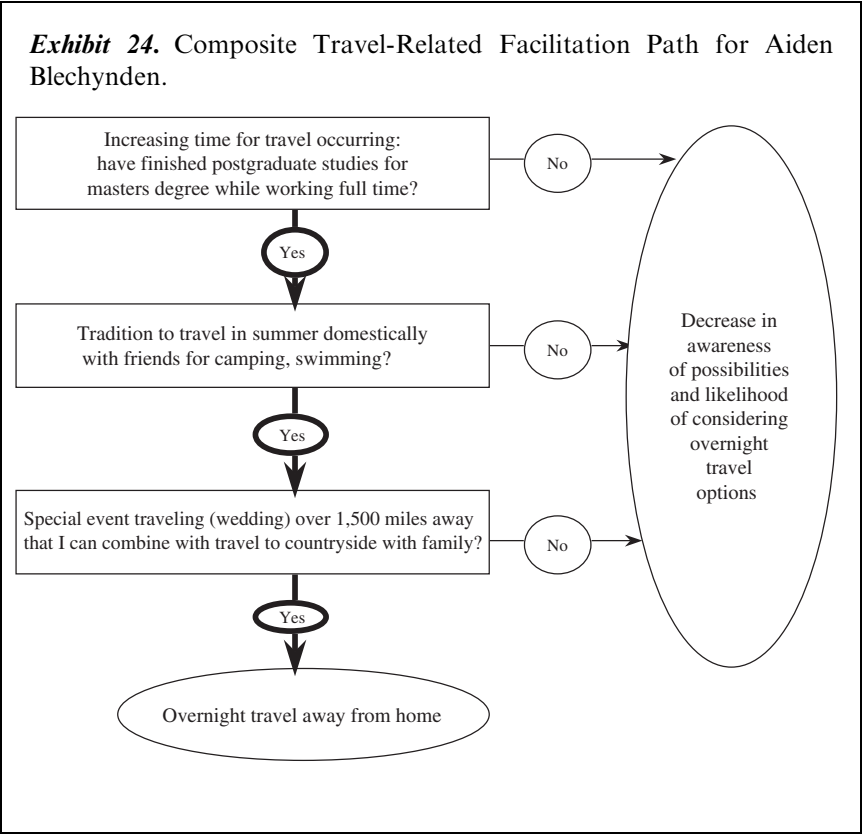 Exhibit 24. Composite Travel-Related Facilitation Path for Aiden
Blechynden.
Increasing time for travel occurring:
have finished postgraduate studies for
masters degree while working full time?
No
Yes
Tradition to travel in summer domestically
with friends for camping, swimming?
No
Yes
Special event traveling (wedding) over 1,500 miles away
that I can combine with travel to countryside with family?
No
Yes
Overnight travel away from home
Decrease in
awareness
of possibilities
and likelihood
of considering
overnight
travel
options